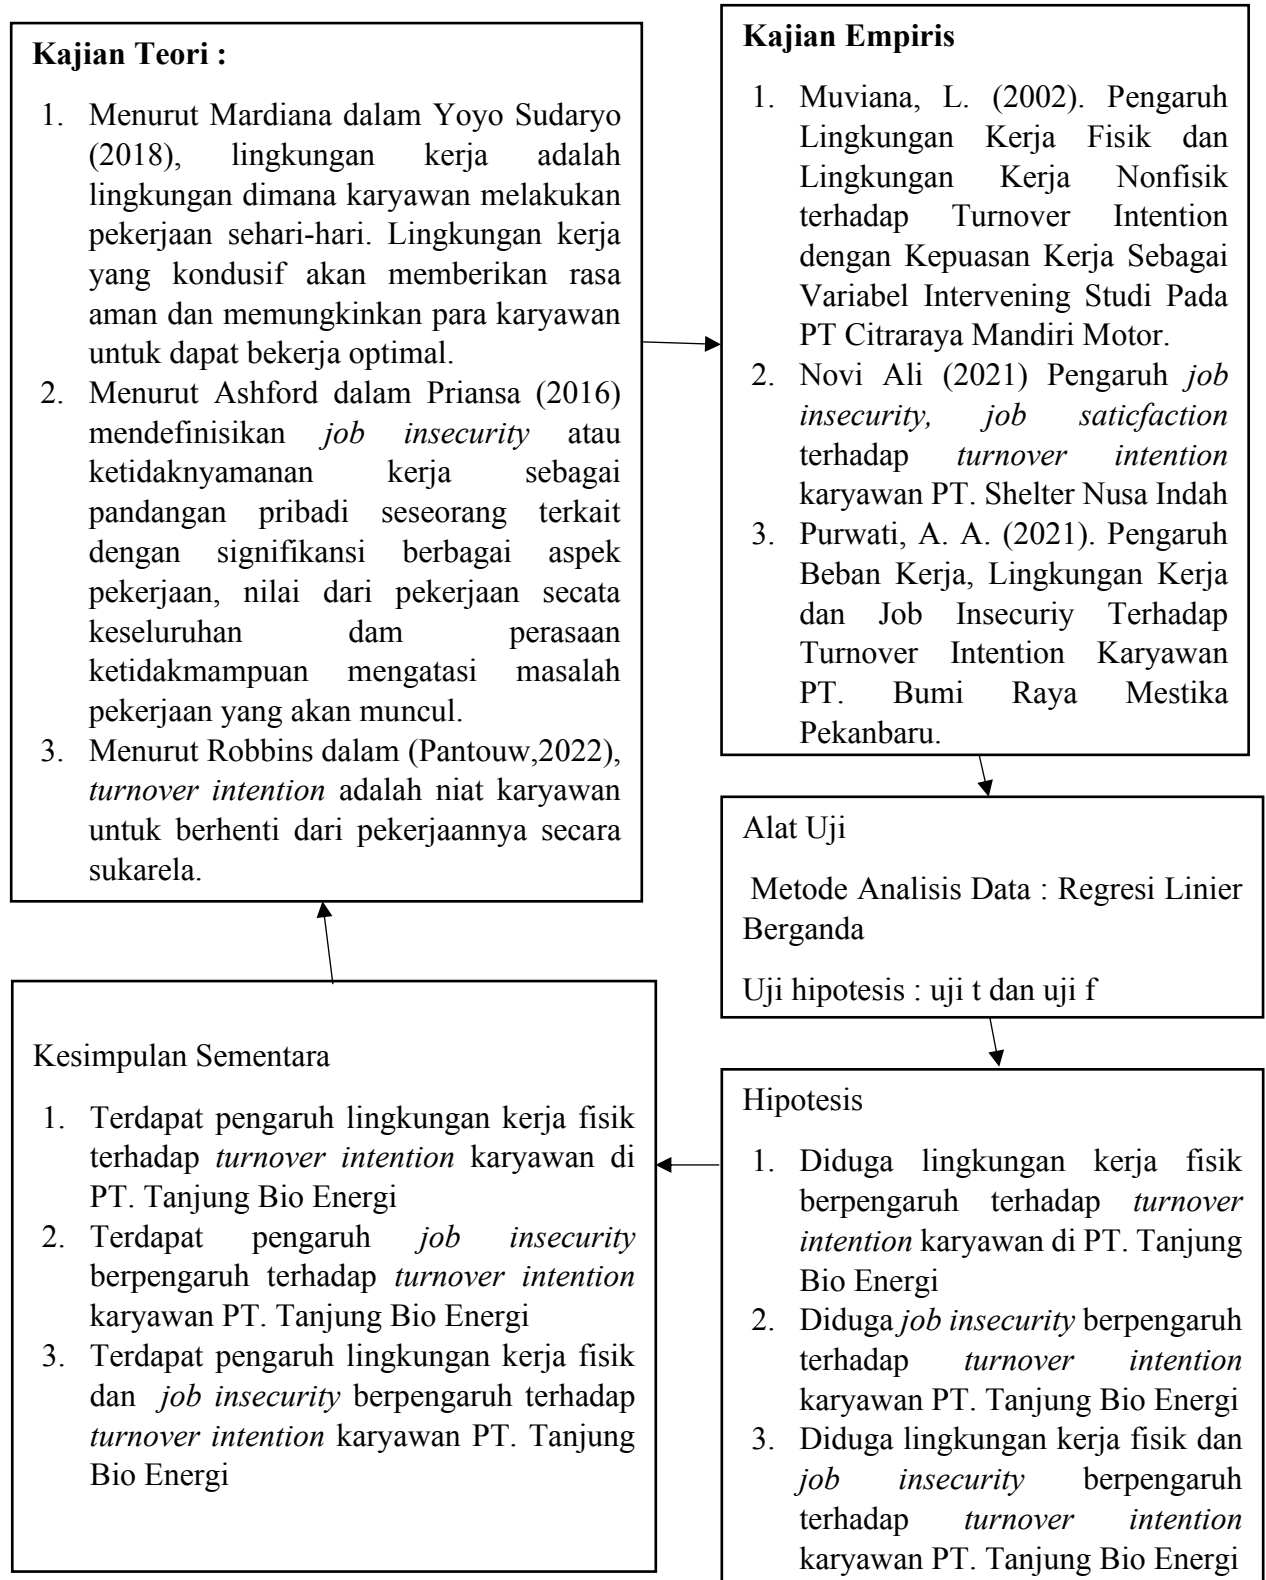 Kajian Teori :
1. Menurut Mardiana dalam Yoyo Sudaryo
(2018), lingkungan kerja adalah
lingkungan dimana karyawan melakukan
pekerjaan sehari-hari. Lingkungan kerja
yang kondusif akan memberikan rasa
aman dan memungkinkan para karyawan
untuk dapat bekerja optimal.
2. Menurut Ashford dalam Priansa (2016)
mendefinisikan job insecurity atau
ketidaknyamanan kerja sebagai
pandangan pribadi seseorang terkait
dengan signifikansi berbagai aspek
pekerjaan, nilai dari pekerjaan secata
keseluruhan dam perasaan
ketidakmampuan mengatasi masalah
pekerjaan yang akan muncul.
3. Menurut Robbins dalam (Pantouw,2022),
turnover intention adalah niat karyawan
untuk berhenti dari pekerjaannya secara
sukarela.
Kajian Empiris
1. Muviana, L. (2002). Pengaruh
Lingkungan Kerja Fisik dan
Lingkungan Kerja Nonfisik
terhadap Turnover Intention
dengan Kepuasan Kerja Sebagai
Variabel Intervening Studi Pada
PT Citraraya Mandiri Motor.
2. Novi Ali (2021) Pengaruh job
insecurity, job saticfaction
terhadap turnover intention
karyawan PT. Shelter Nusa Indah
3. Purwati, A. A. (2021). Pengaruh
Beban Kerja, Lingkungan Kerja
dan Job Insecuriy Terhadap
Turnover Intention Karyawan
PT. Bumi Raya Mestika
Pekanbaru.
Alat Uji
Metode Analisis Data : Regresi Linier
Berganda
Uji hipotesis : uji t dan uji f
Hipotesis
1. Diduga lingkungan kerja fisik
berpengaruh terhadap turnover
intention karyawan di PT. Tanjung
Bio Energi
2. Diduga job insecurity berpengaruh
terhadap turnover intention
karyawan PT. Tanjung Bio Energi
3. Diduga lingkungan kerja fisik dan
job insecurity berpengaruh
terhadap turnover intention
karyawan PT. Tanjung Bio Energi
Kesimpulan Sementara
1. Terdapat pengaruh lingkungan kerja fisik
terhadap turnover intention karyawan di
PT. Tanjung Bio Energi
2. Terdapat pengaruh job insecurity
berpengaruh terhadap turnover intention
karyawan PT. Tanjung Bio Energi
3. Terdapat pengaruh lingkungan kerja fisik
dan job insecurity berpengaruh terhadap
turnover intention karyawan PT. Tanjung
Bio Energi